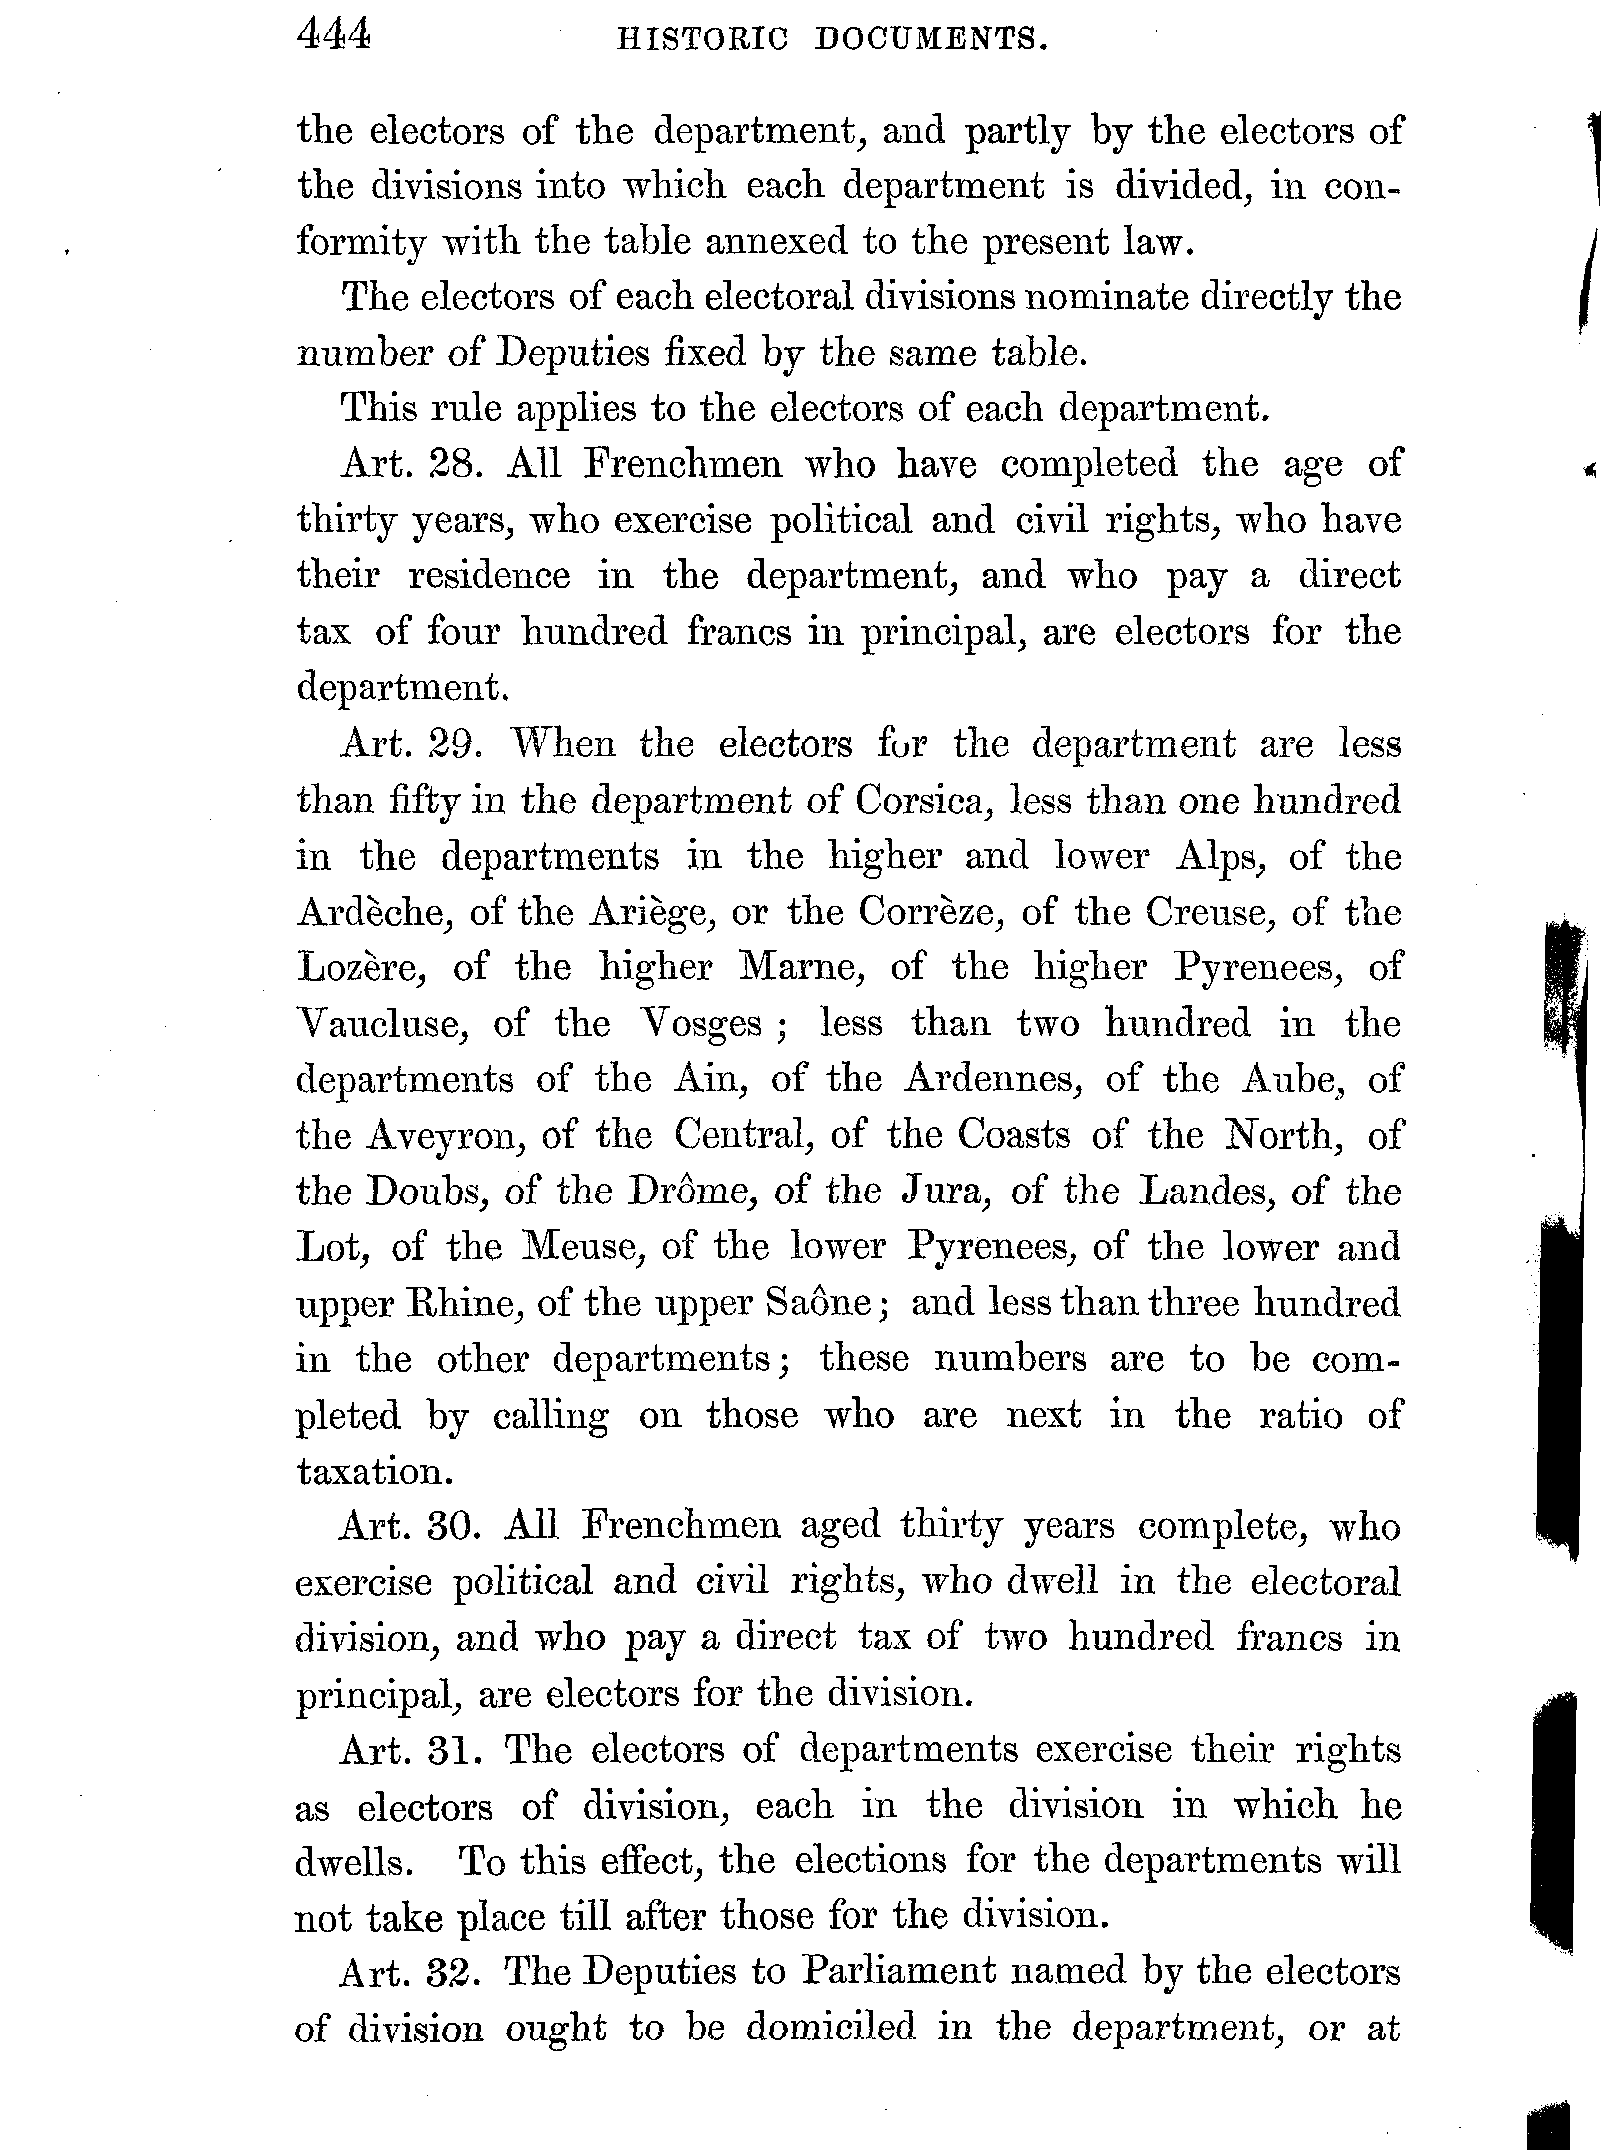 444 HISTORIC DOCUMENTS.
the electors of the department, and partly by the electors of
the divisions into which each department is divided, in con-
formity with the table annexed to the present law.
The electors of each electoral divisions nominate directly the
number of Deputies fixed by the same table.
This rule applies to the electors of each department.
Art. 28. All Frenchmen who have completed the age of
thirty years, who exercise political and civil rights, who have
their residence in the department, and who pay a direct
tax of four hundred francs in principal, are electors for the
department.
Art. 29. When the electors for the department are less
than fifty in the department of Corsica, less than one hundred
in the departments in the higher and lower Alps, of the
Ardèche, of the Ariège, or the Corrèze, of the Creuse, of the
Lozère, of the higher Marne, of the higher Pyrenees, of
Vaucluse, of the Vosges ; less than two hundred in the
departments of the Ain, of the Ardennes, of the Aube, of
the Aveyron, of the Central, of the Coasts of the North, of
the Doubs, of the Drôme, of the Jura, of the Landes, of the
Lot, of the Meuse, of the lower Pyrenees, of the lower and
upper Rhine, of the upper Saône; and less than three hundred
in the other departments; these numbers are to be com-
pleted by calling on those who are next in the ratio of
taxation.
Art. 30. All Frenchmen aged thirty years complete, who
exercise political and civil rights, who dwell in the electoral
division, and who pay a direct tax of two hundred francs in
principal, are electors for the division.
Art. 31. The electors of departments exercise their rights
as electors of division, each in the division in which he
dwells. To this effect, the elections for the departments will
not take place till after those for the division.
Art. 32. The Deputies to Parliament named by the electors
of division ought to be domiciled in the department, or at